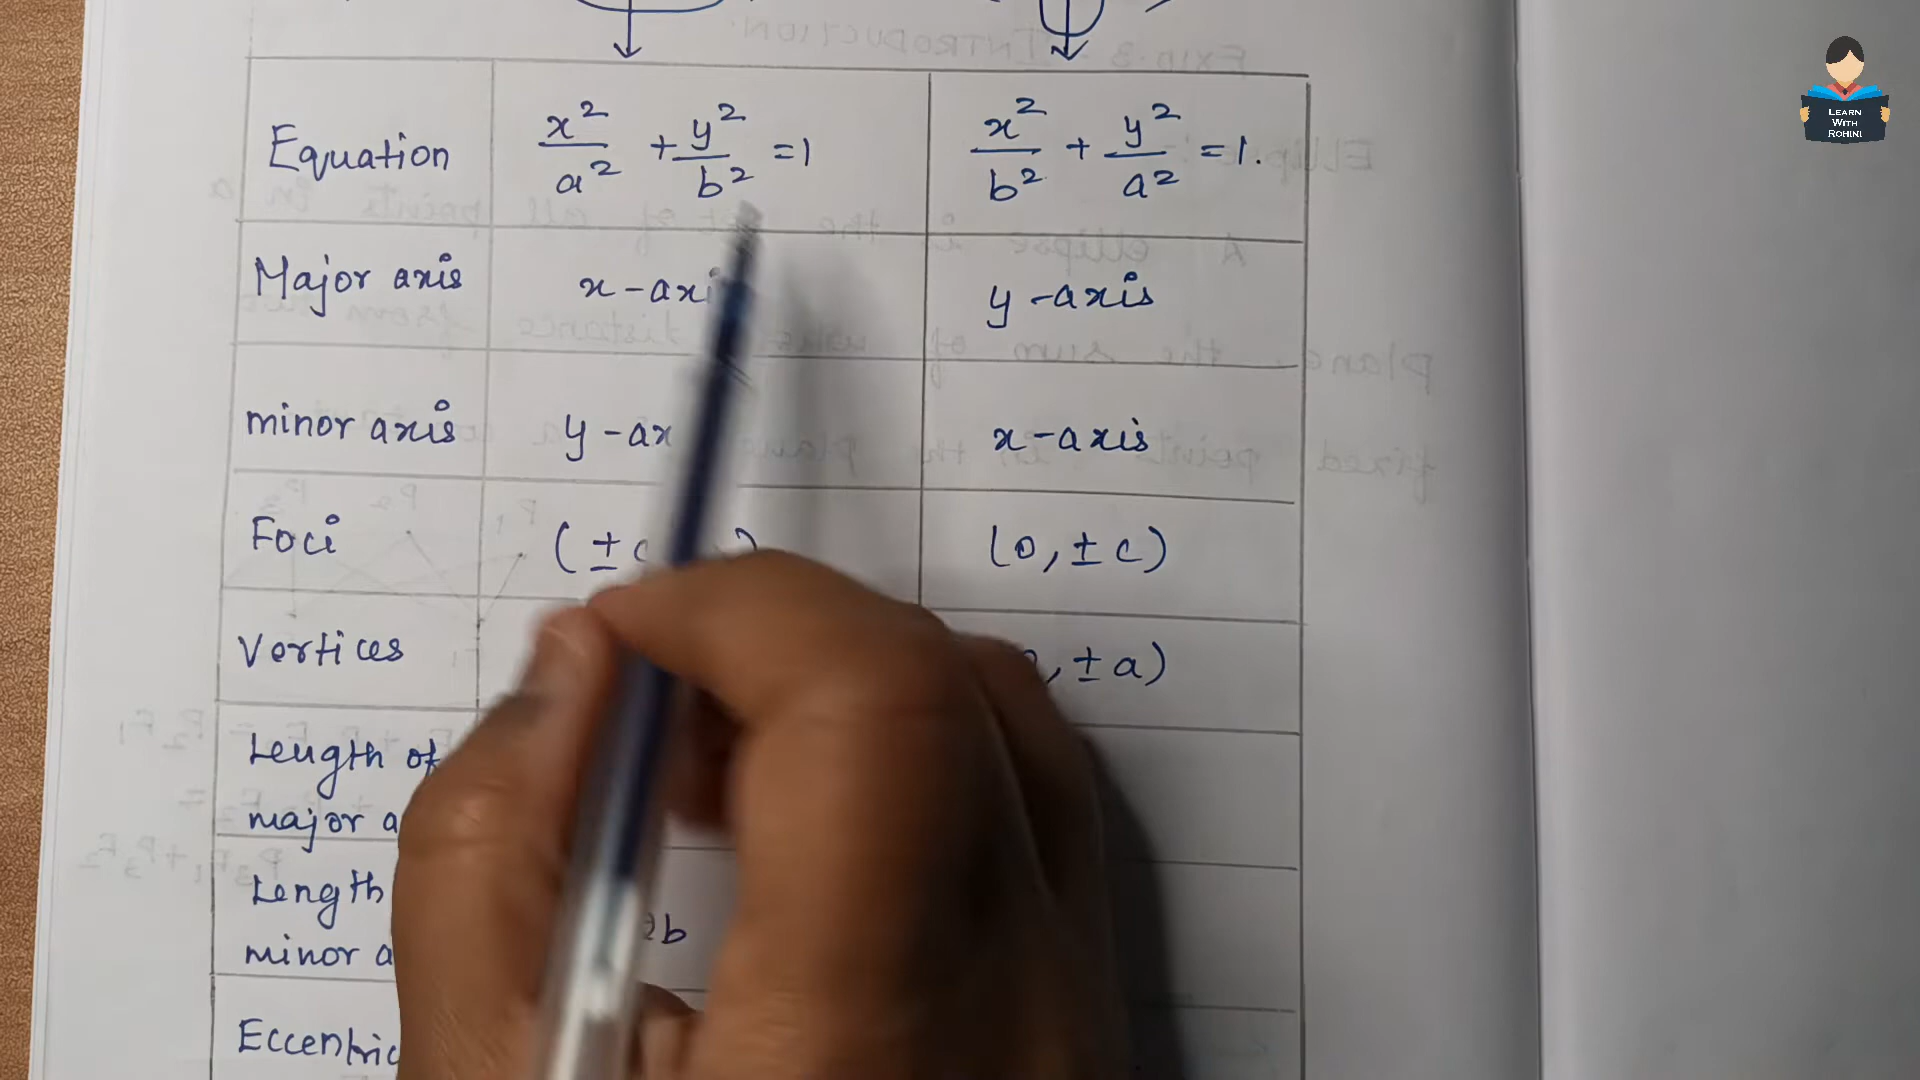 Equation x²/a² + y²/b² = 1 x²/b² + y²/a² = 1.
Major axis x-axi y-axis
minor axis y-ax x-axis
Foci (± c ) (0, ± c)
Vertices , ± a)
Length of
major a
Length
minor a 2b
Eccentric
LEARN
WITH
ROHINI